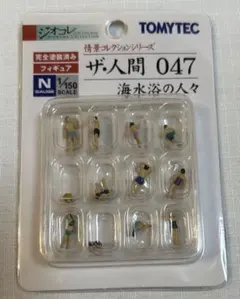 ジオコレ
情景コレクションシリーズ
TOMYTEC
完全塗装済み
フィギュア
ザ・人間 047
N
GAUGE
1/150
SCALE
海水浴の人々